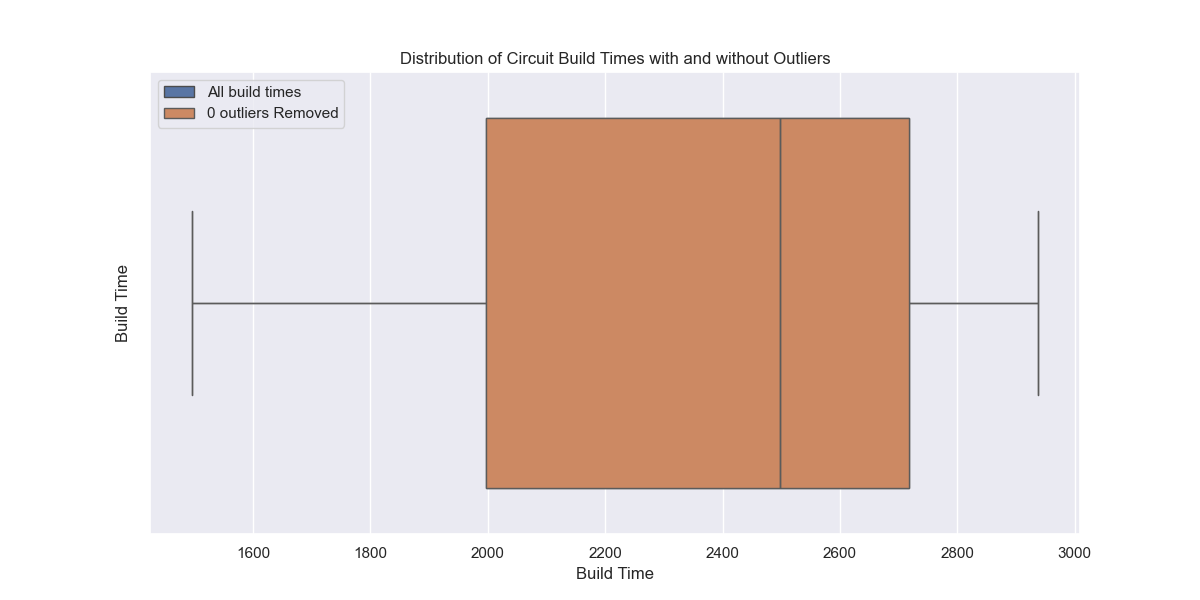 Distribution of Circuit Build Times with and without Outliers
All build times
0 outliers Removed
Build Time
1600 1800 2000 2200 2400 2600 2800 3000
Build Time